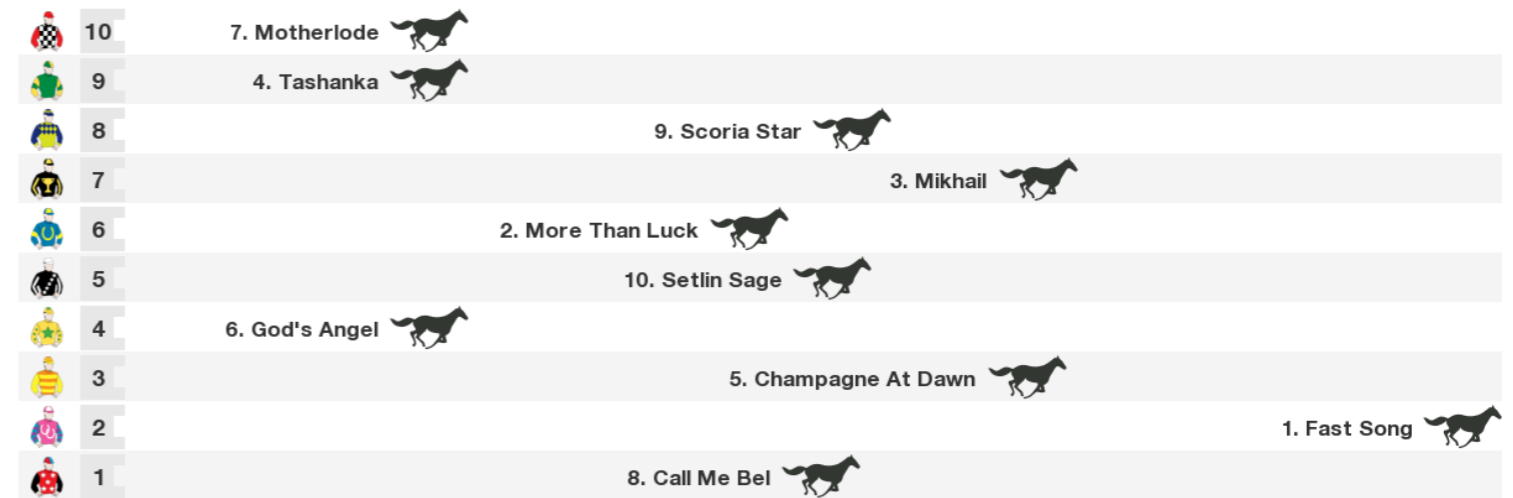 10 7. Motherlode
9 4. Tashanka
8 9. Scoria Star
7 3. Mikhail
6 2. More Than Luck
5 10. Setlin Sage
4 6. God's Angel
3 5. Champagne At Dawn
2 1. Fast Song
1 8. Call Me Bel